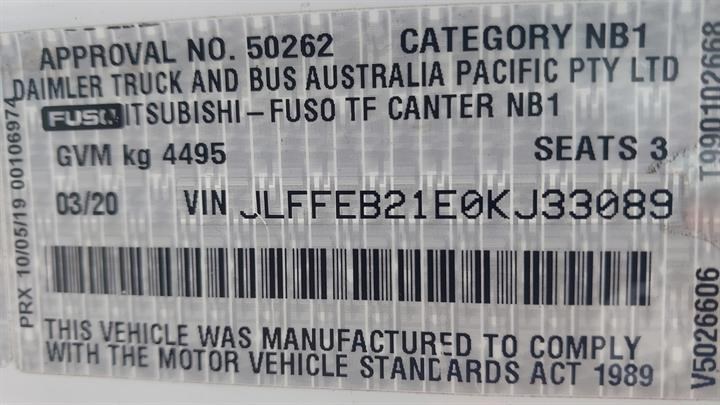 APPROVAL NO. 50262 CATEGORY NB1
DAIMLER TRUCK AND BUS AUSTRALIA PACIFIC PTY LTD
FUSO ITSUBISHI-FUSO TF CANTER NB1
GVM kg 4495 SEATS 3
03/20 VIN JLFFEB21E0KJ33089
THIS VEHICLE WAS MANUFACTURED TO COMPLY
WITH THE MOTOR VEHICLE STANDARDS ACT 1989
PRX 10/05/19 00106974
V5026606 T990102668